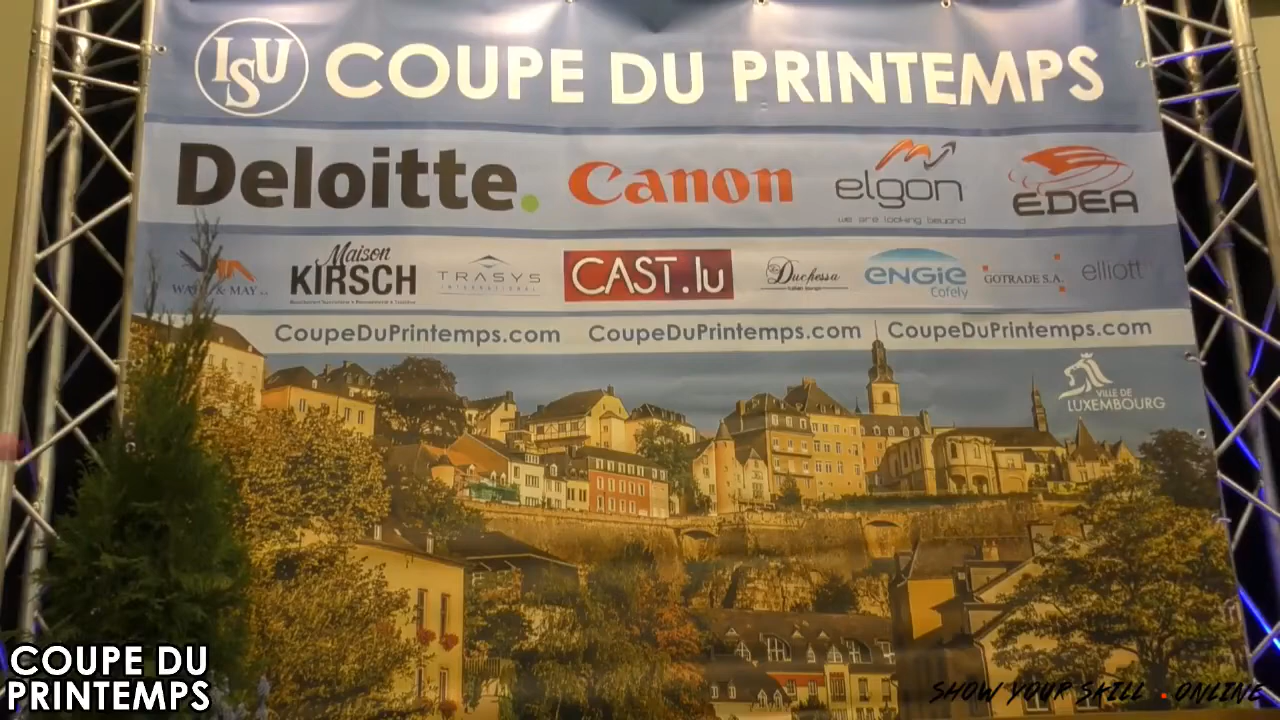 ISU COUPE DU PRINTEMPS
Deloitte. Canon elgon EDEA
we are looking beyond
Maison
KIRSCH
TRASYS
INTERNATIONAL
CAST.lu
Duchessa
ENGIE
Cofely
GOTRADE S.A.
elliott
CoupeDuPrintemps.com CoupeDuPrintemps.com CoupeDuPrintemps.com
VILLE DE
LUXEMBOURG
COUPE DU
PRINTEMPS
SHOW YOUR SKILL . ONLINE